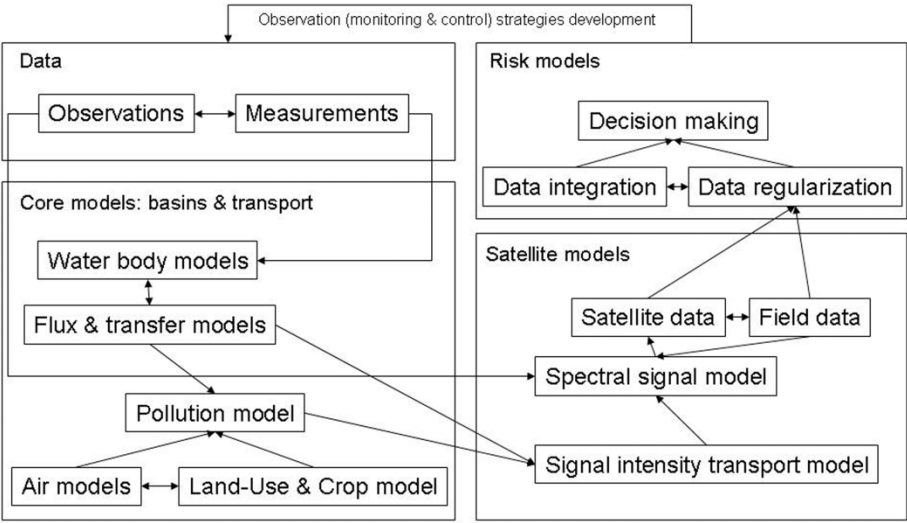 Observation (monitoring & control) strategies development
Data
Observations
Measurements
Core models: basins & transport
Water body models
Flux & transfer models
Pollution model
Air models
Land-Use & Crop model
Risk models
Decision making
Data integration
Data regularization
Satellite models
Satellite data
Field data
Spectral signal model
Signal intensity transport model